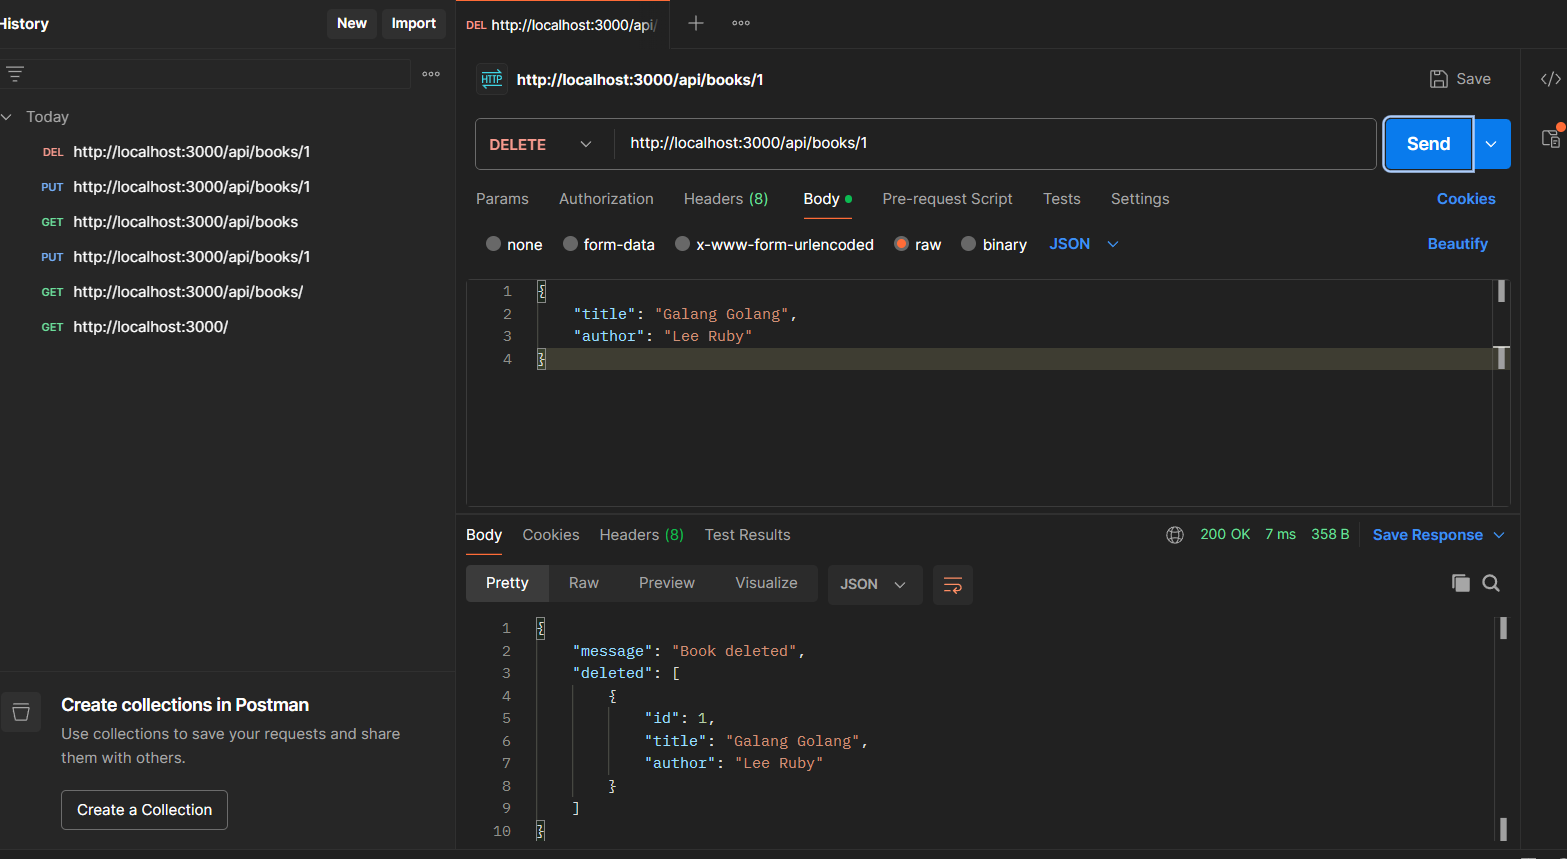 History
New
Import
DEL http://localhost:3000/api/
Today
DEL http://localhost:3000/api/books/1
PUT http://localhost:3000/api/books/1
GET http://localhost:3000/api/books
PUT http://localhost:3000/api/books/1
GET http://localhost:3000/api/books/
GET http://localhost:3000/
Create collections in Postman
Use collections to save your requests and share
them with others.
Create a Collection
HTTP http://localhost:3000/api/books/1
Save
DELETE http://localhost:3000/api/books/1
Send
Params Authorization Headers (8) Body Pre-request Script Tests Settings Cookies
none form-data x-www-form-urlencoded raw binary JSON Beautify
1 {
2 "title": "Galang Golang",
3 "author": "Lee Ruby"
4 }
Body Cookies Headers (8) Test Results 200 OK 7 ms 358 B Save Response
Pretty Raw Preview Visualize JSON
1 {
2 "message": "Book deleted",
3 "deleted": [
4 {
5 "id": 1,
6 "title": "Galang Golang",
7 "author": "Lee Ruby"
8 }
9 ]
10 }